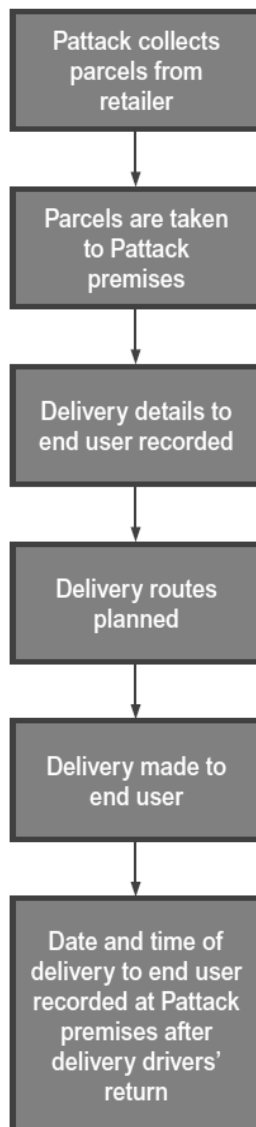 Pattack collects
parcels from
retailer
Parcels are taken
to Pattack
premises
Delivery details to
end user recorded
Delivery routes
planned
Delivery made to
end user
Date and time of
delivery to end user
recorded at Pattack
premises after
delivery drivers’
return